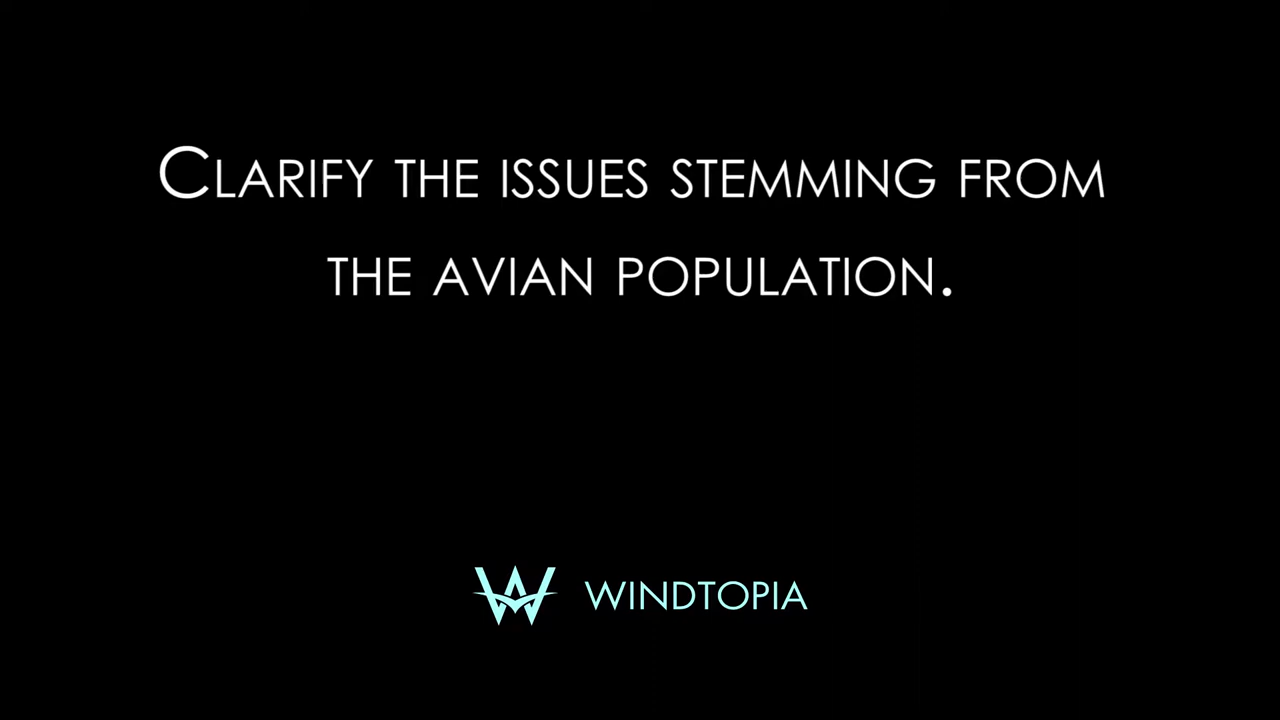 Clarify the issues stemming from
the avian population.
WINDTOPIA